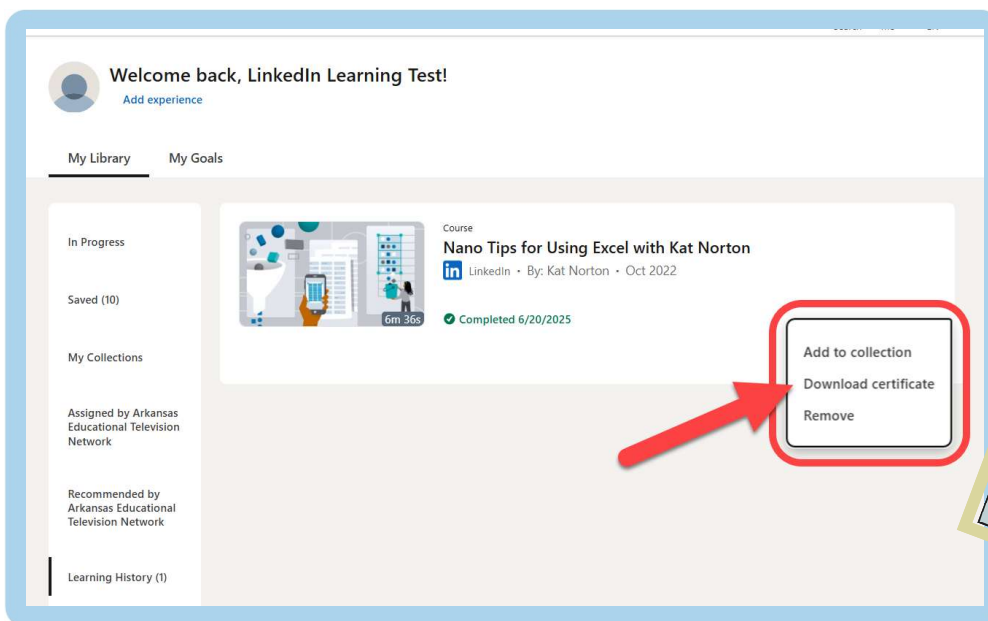 Welcome back, LinkedIn Learning Test!
Add experience
My Library My Goals
In Progress
Saved (10)
My Collections
Assigned by Arkansas
Educational Television
Network
Recommended by
Arkansas Educational
Television Network
Learning History (1)
6m 36s
Course
Nano Tips for Using Excel with Kat Norton
in LinkedIn • By: Kat Norton • Oct 2022
Completed 6/20/2025
Add to collection
Download certificate
Remove